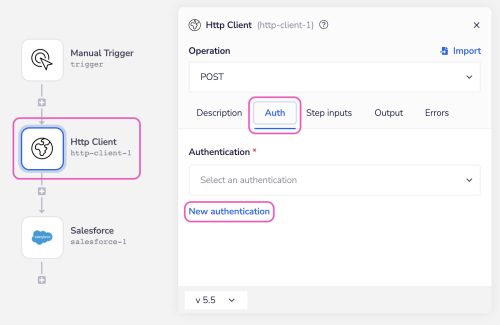 Manual Trigger
trigger
Http Client
http-client-1
Salesforce
salesforce-1
Http Client (http-client-1)
Operation
Import
POST
Description Auth Step inputs Output Errors
Authentication *
Select an authentication
New authentication
v 5.5